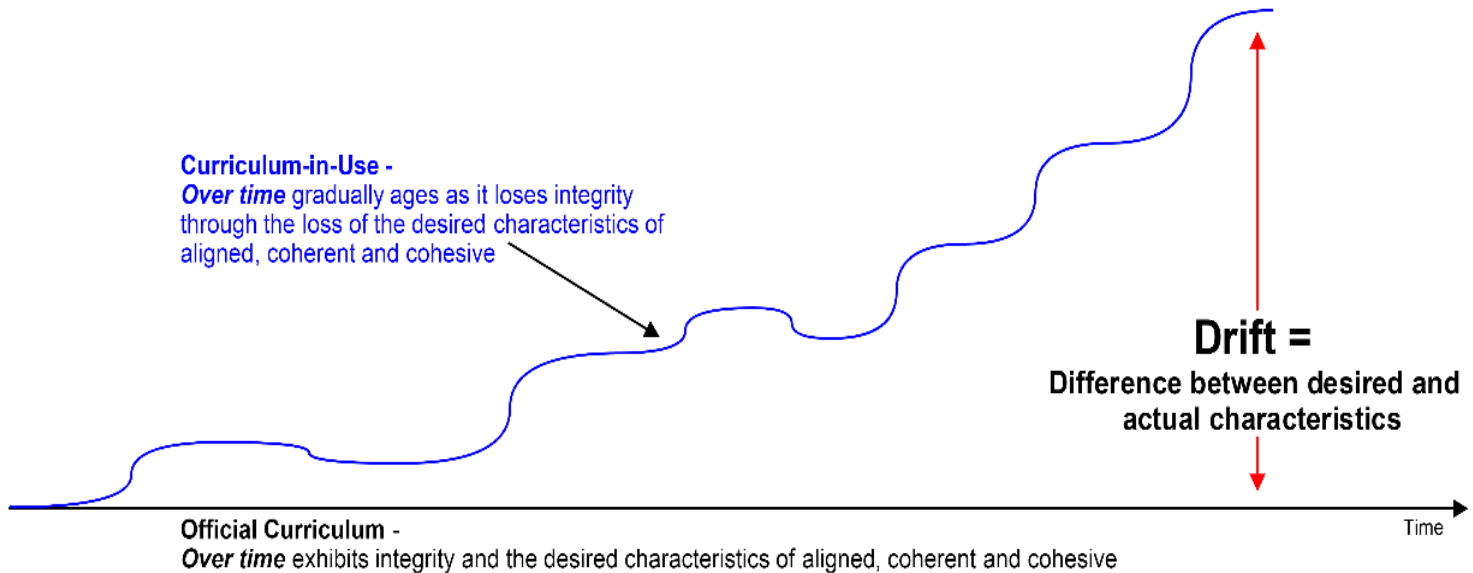 Curriculum-in-Use -
Over time gradually ages as it loses integrity
through the loss of the desired characteristics of
aligned, coherent and cohesive
Drift =
Difference between desired and
actual characteristics
Time
Official Curriculum -
Over time exhibits integrity and the desired characteristics of aligned, coherent and cohesive